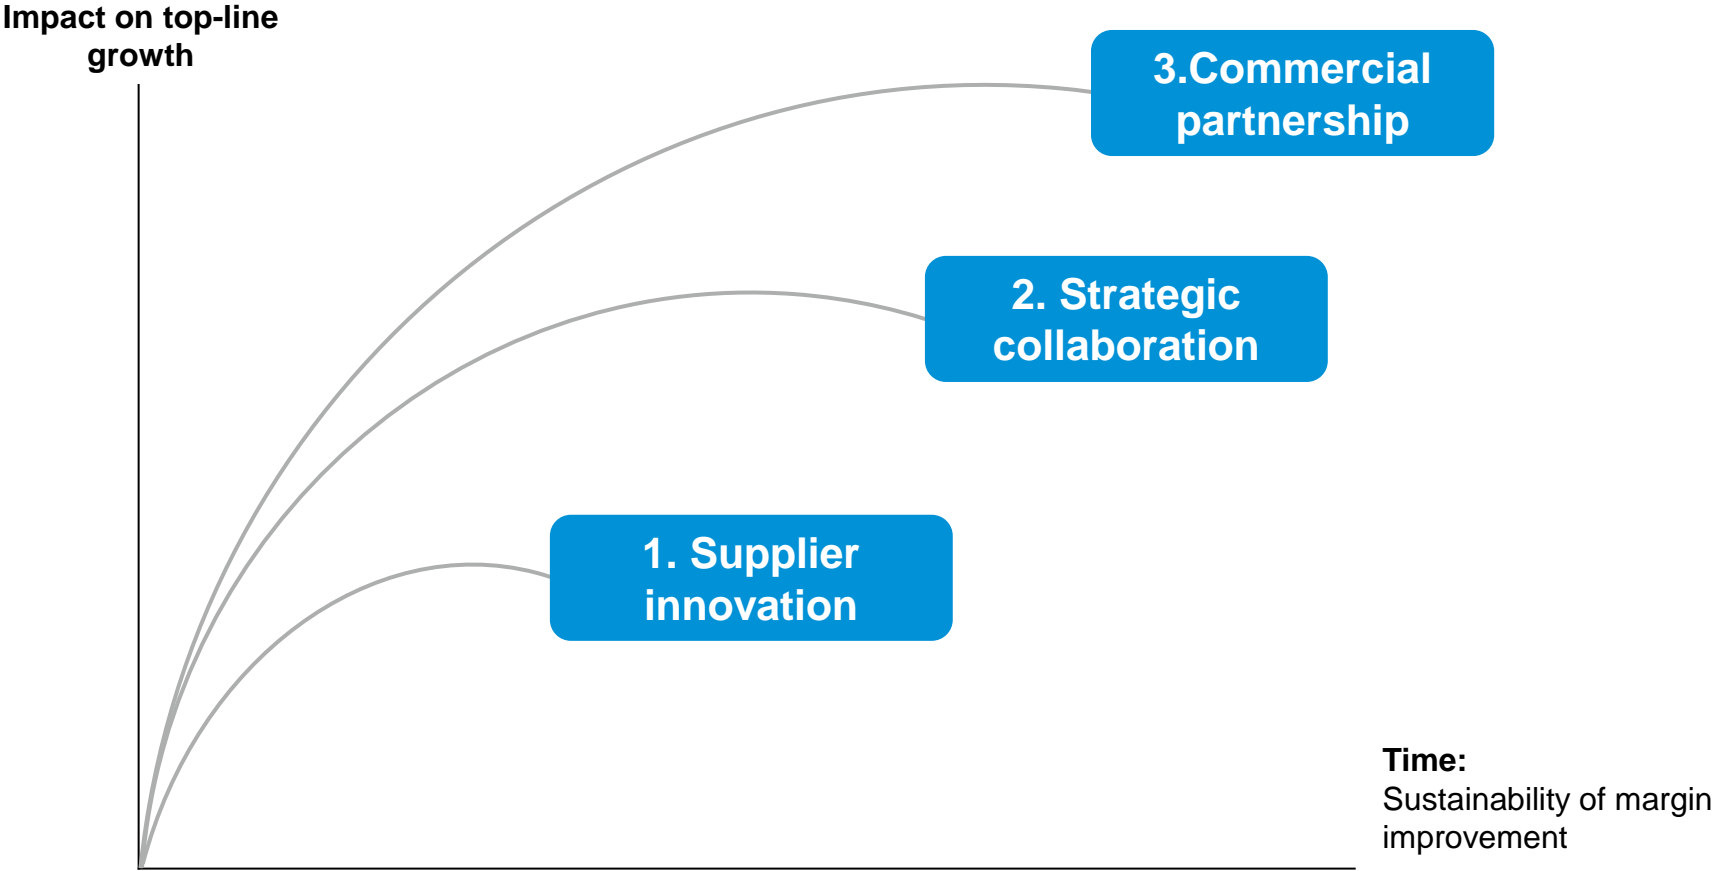 Impact on top-line
growth
3.Commercial
partnership
2. Strategic
collaboration
1. Supplier
innovation
Time:
Sustainability of margin
improvement